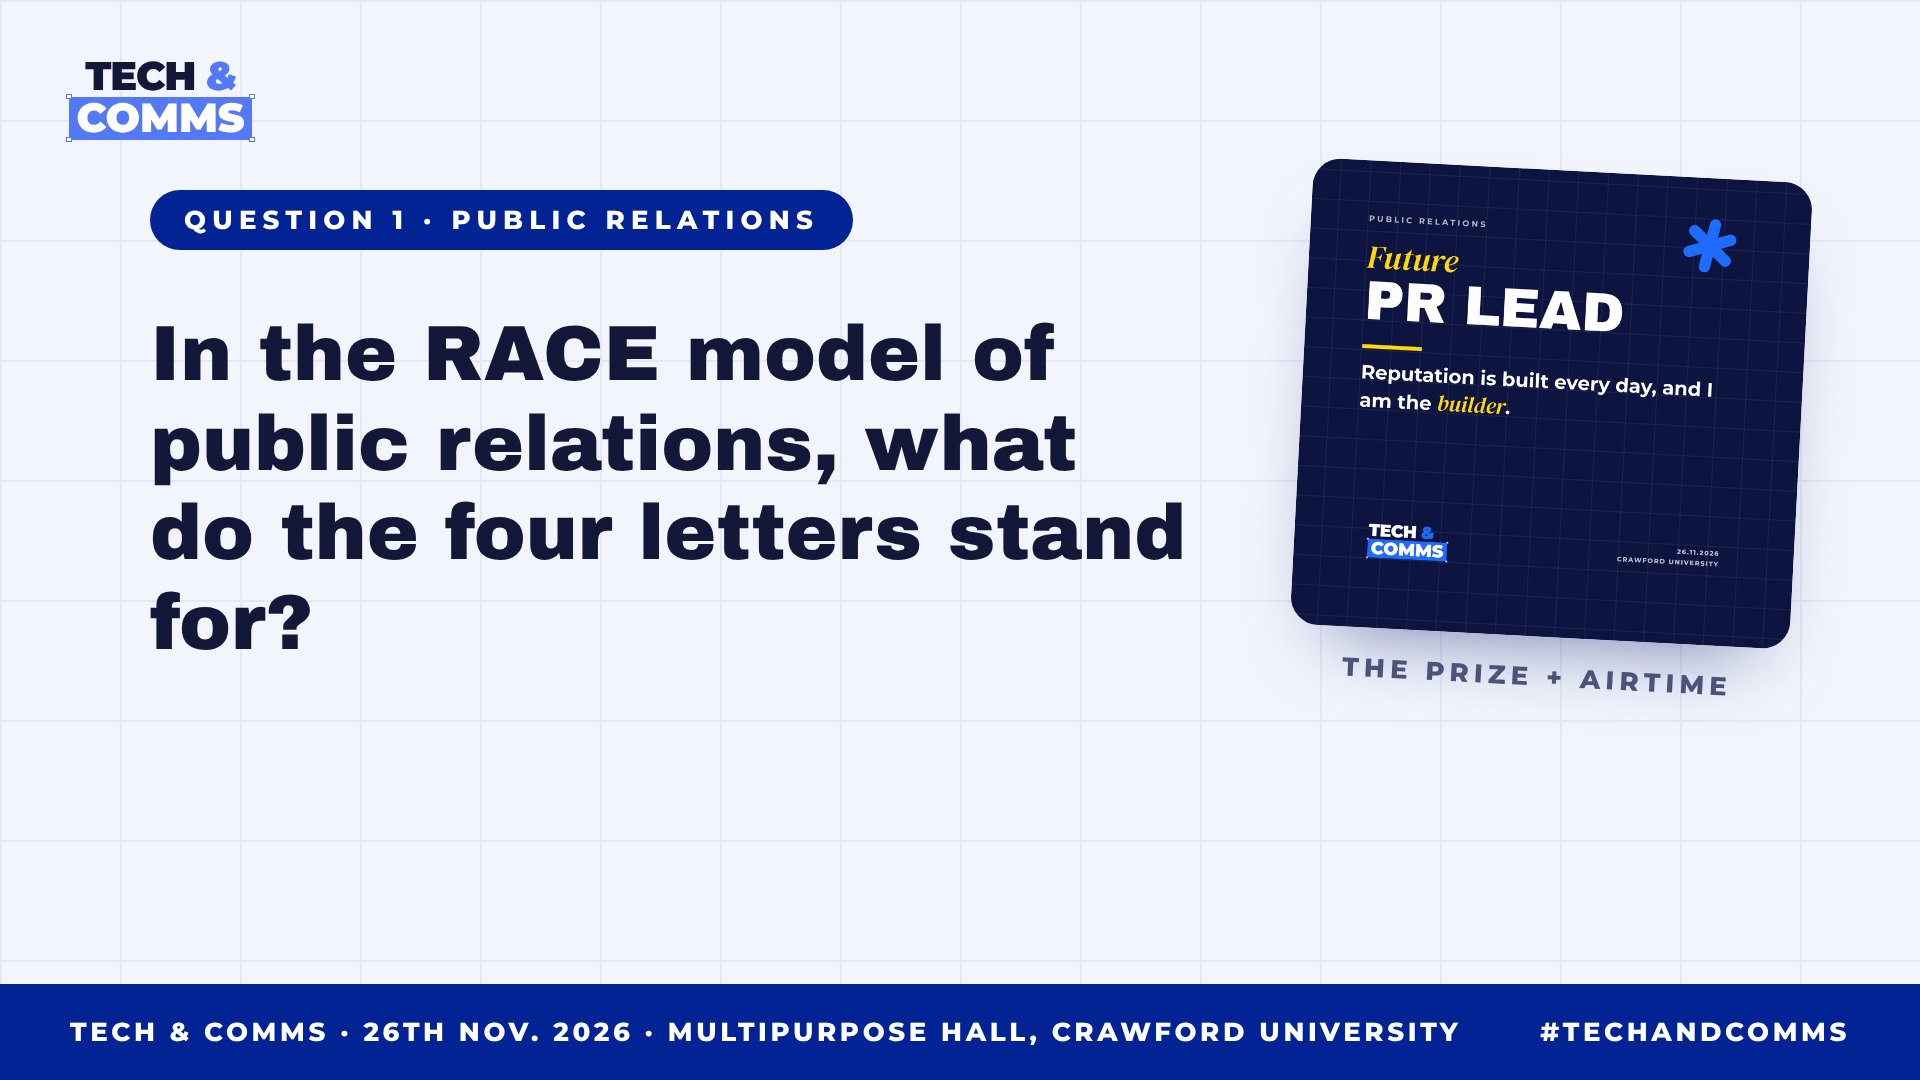 TECH &
COMMS
QUESTION 1 · PUBLIC RELATIONS
In the RACE model of
public relations, what
do the four letters stand
for?
PUBLIC RELATIONS
Future
PR LEAD
Reputation is built every day, and I
am the builder.
TECH &
COMMS
26.11.2026
CRAWFORD UNIVERSITY
THE PRIZE + AIRTIME
TECH & COMMS · 26TH NOV. 2026 · MULTIPURPOSE HALL, CRAWFORD UNIVERSITY
#TECHANDCOMMS